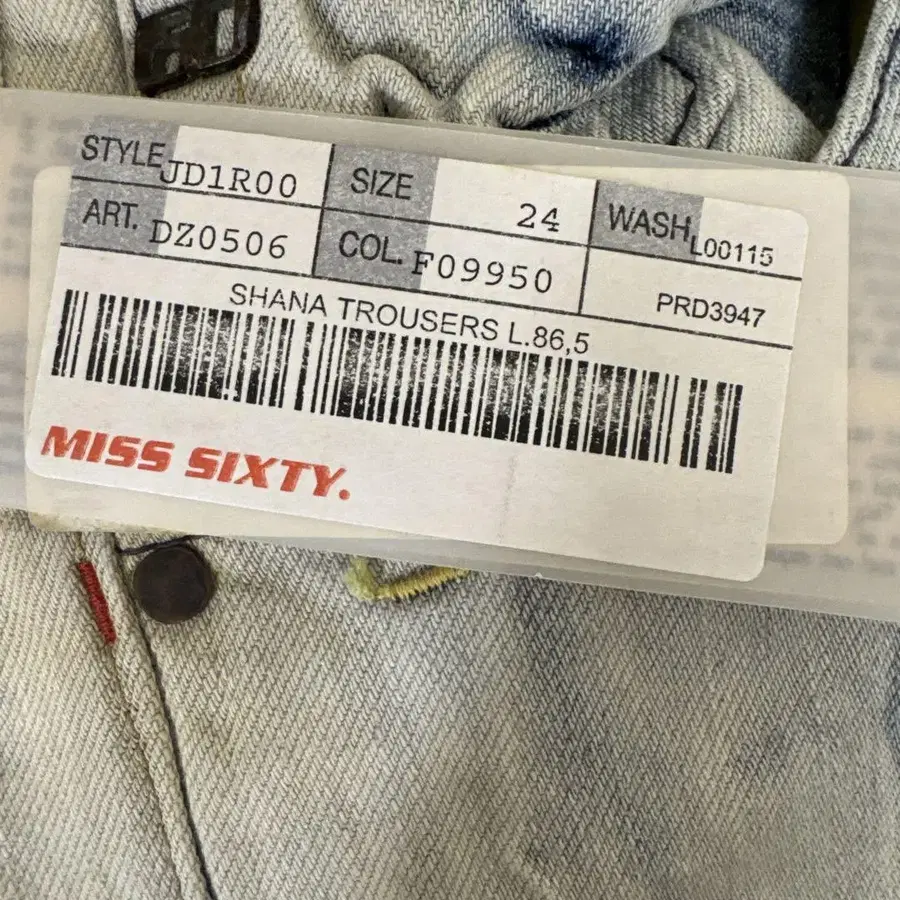 STYLE JD1R00 SIZE 24 WASH L00115
ART. DZ0506 COL. F09950 PRD3947
SHANA TROUSERS L.86,5
MISS SIXTY.